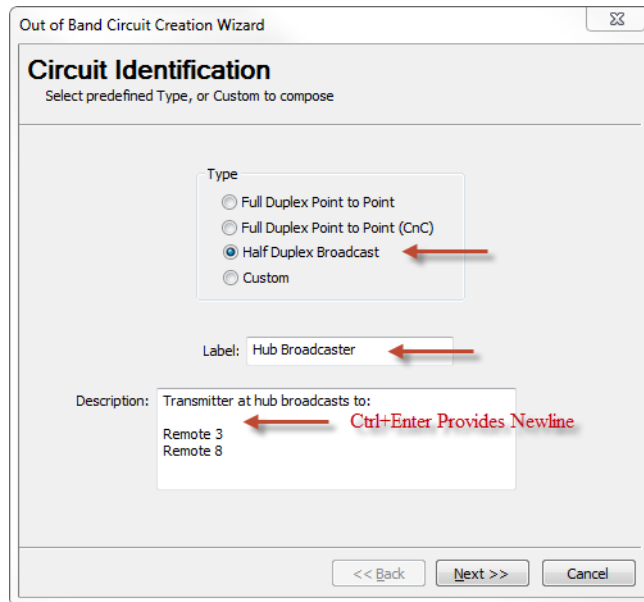 Out of Band Circuit Creation Wizard
Circuit Identification
Select predefined Type, or Custom to compose
Type
Full Duplex Point to Point
Full Duplex Point to Point (CnC)
Half Duplex Broadcast
Custom
Label: Hub Broadcaster
Description: Transmitter at hub broadcasts to:
Ctrl+Enter Provides Newline
Remote 3
Remote 8
<< Back Next >> Cancel